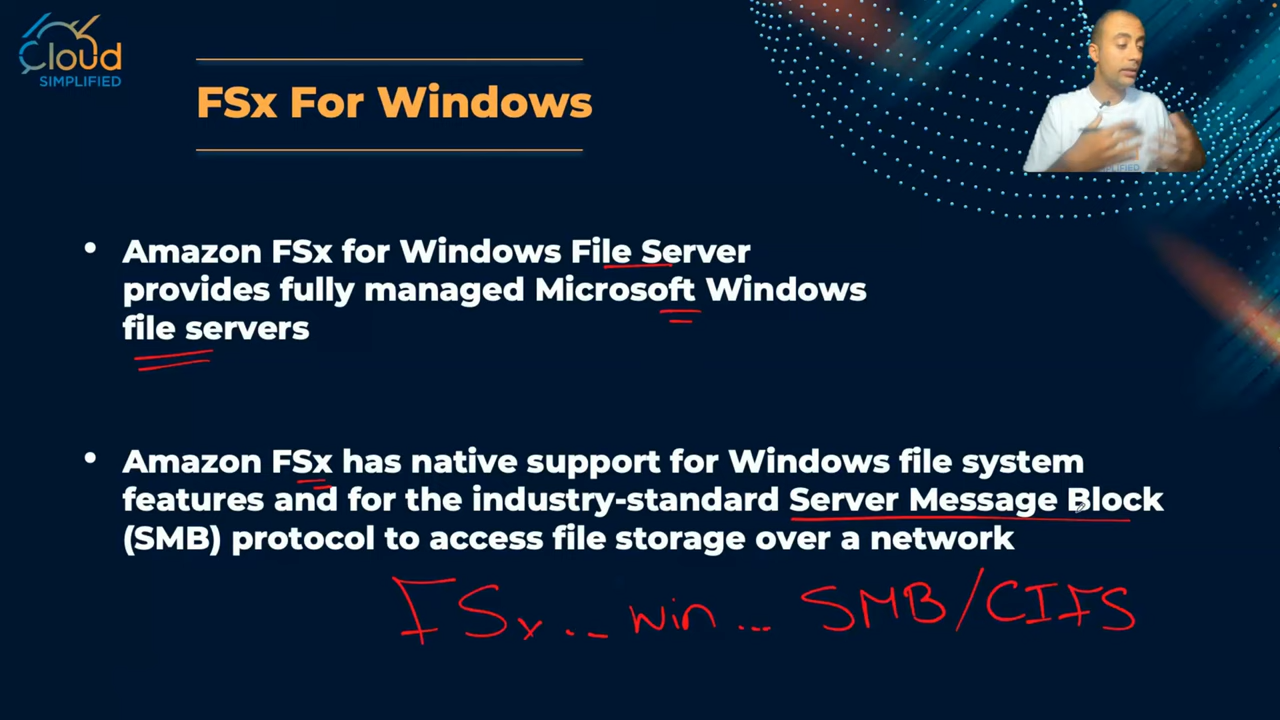 Cloud
SIMPLIFIED
FSx For Windows
• Amazon FSx for Windows File Server
provides fully managed Microsoft Windows
file servers
• Amazon FSx has native support for Windows file system
features and for the industry-standard Server Message Block
(SMB) protocol to access file storage over a network
FSx .. win ... SMB/CIFS